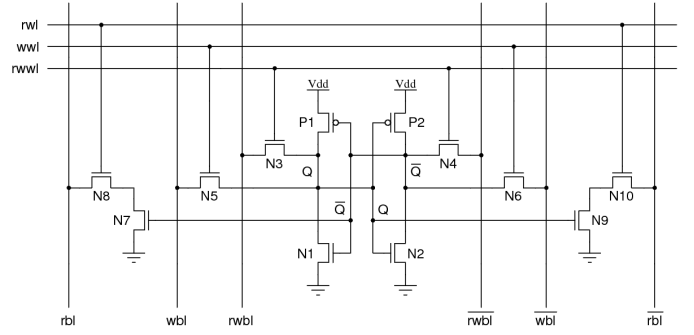 rwl
wwl
rwwl
Vdd Vdd
P1 P2
N3 N4
Q Q̅
N8 N5 N6 N10
Q̅ Q
N7 N9
N1 N2
rbl wbl rwbl r̅w̅b̅l̅ w̅b̅l̅ r̅b̅l̅